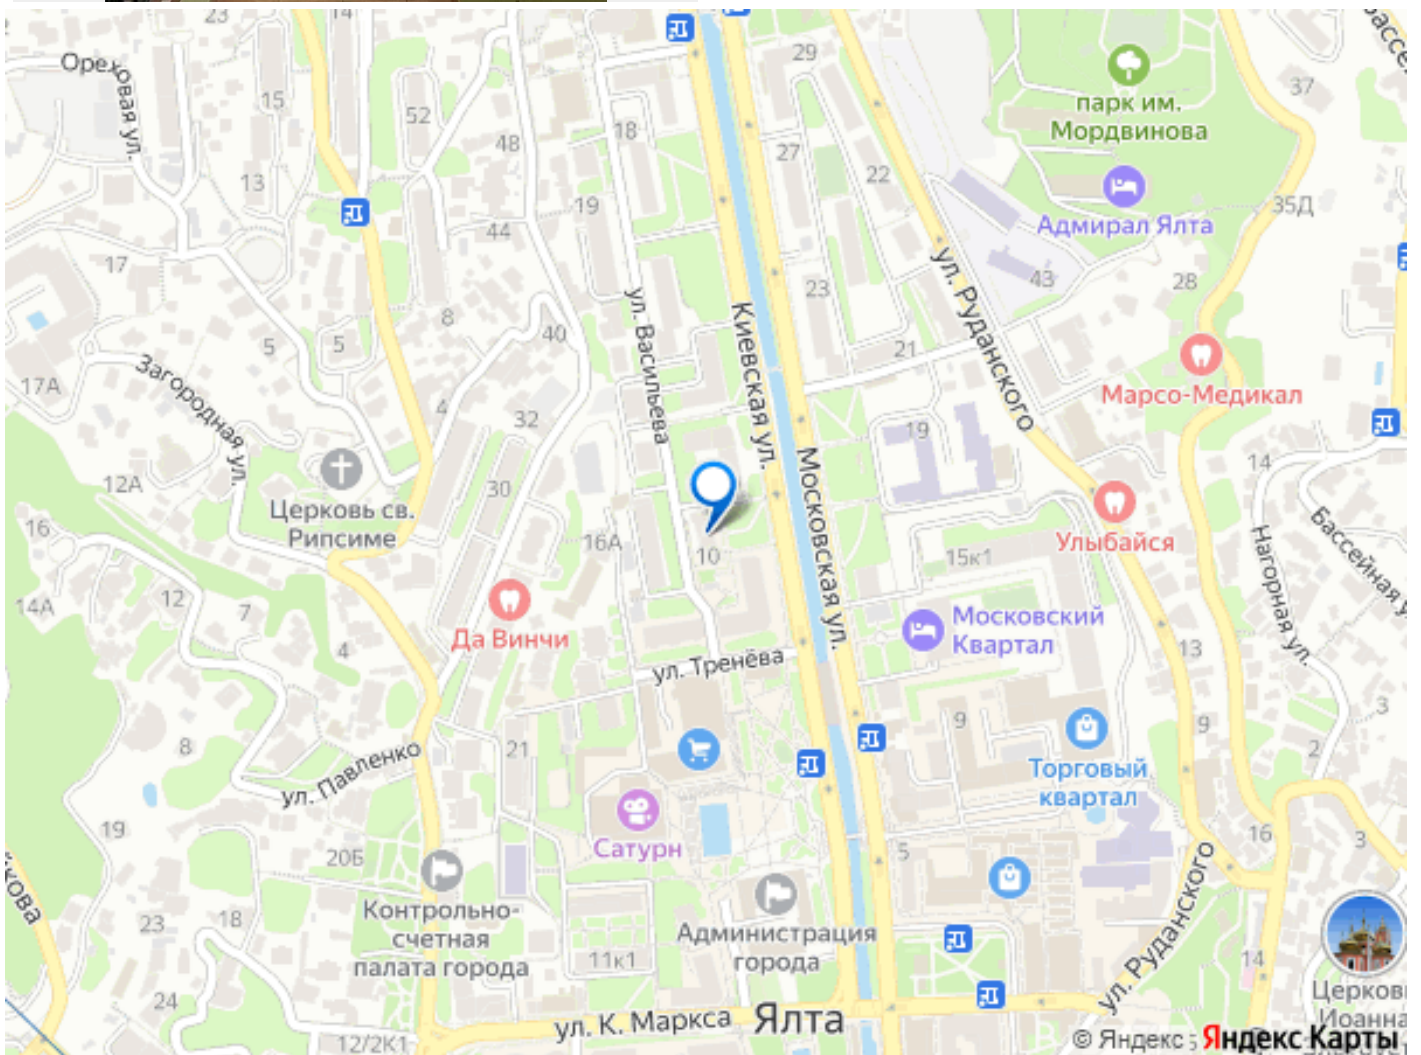 23
14
Ореховая ул.
15
52
48
18
29
27
22
37
парк им.
Мордвинова
Адмирал Ялта
13
19
44
35Д
ул. Руданского
43
28
17
23
ул. Васильева
Киевская ул.
8
40
5
5
21
17А
Загородная ул.
4
32
Марсо-Медикал
19
Московская ул.
14
12А
Церковь св.
Рипсиме
30
16
16А
10
15к1
Улыбайся
Нагорная ул.
Бассейная у
14А
12
7
Да Винчи
4
ул. Тренёва
Московский
Квартал
13
9
9
3
2
8
21
ул. Павленко
Торговый
квартал
19
20Б
Сатурн
5
16
3
Контрольно-
счетная
палата города
23
18
Администрация
города
11к1
ул. Руданского
14
24
Церковь
Иоанна
12/2К1
ул. К. Маркса
Ялта
© Яндекс
Яндекс Карты